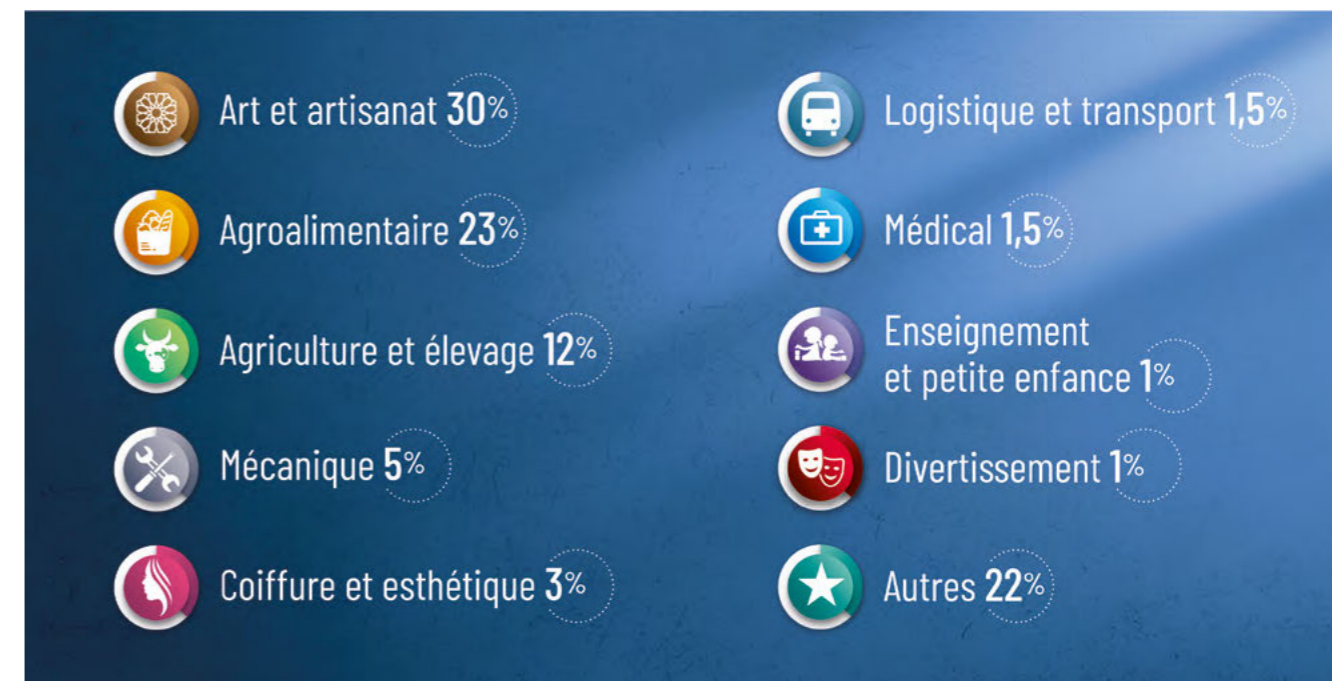 Art et artisanat 30%
Agroalimentaire 23%
Agriculture et élevage 12%
Mécanique 5%
Coiffure et esthétique 3%
Logistique et transport 1,5%
Médical 1,5%
Enseignement
et petite enfance 1%
Divertissement 1%
Autres 22%